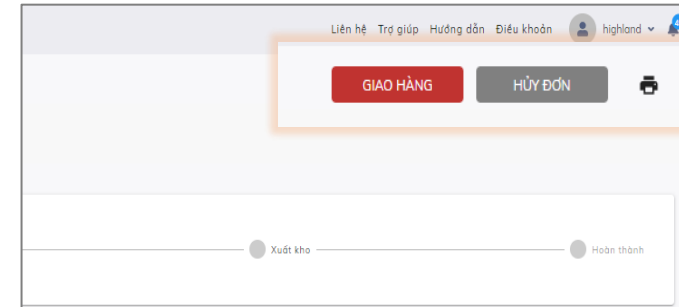 Liên hệ Trợ giúp Hướng dẫn Điều khoản highland
GIAO HÀNG HỦY ĐƠN
Xuất kho Hoàn thành